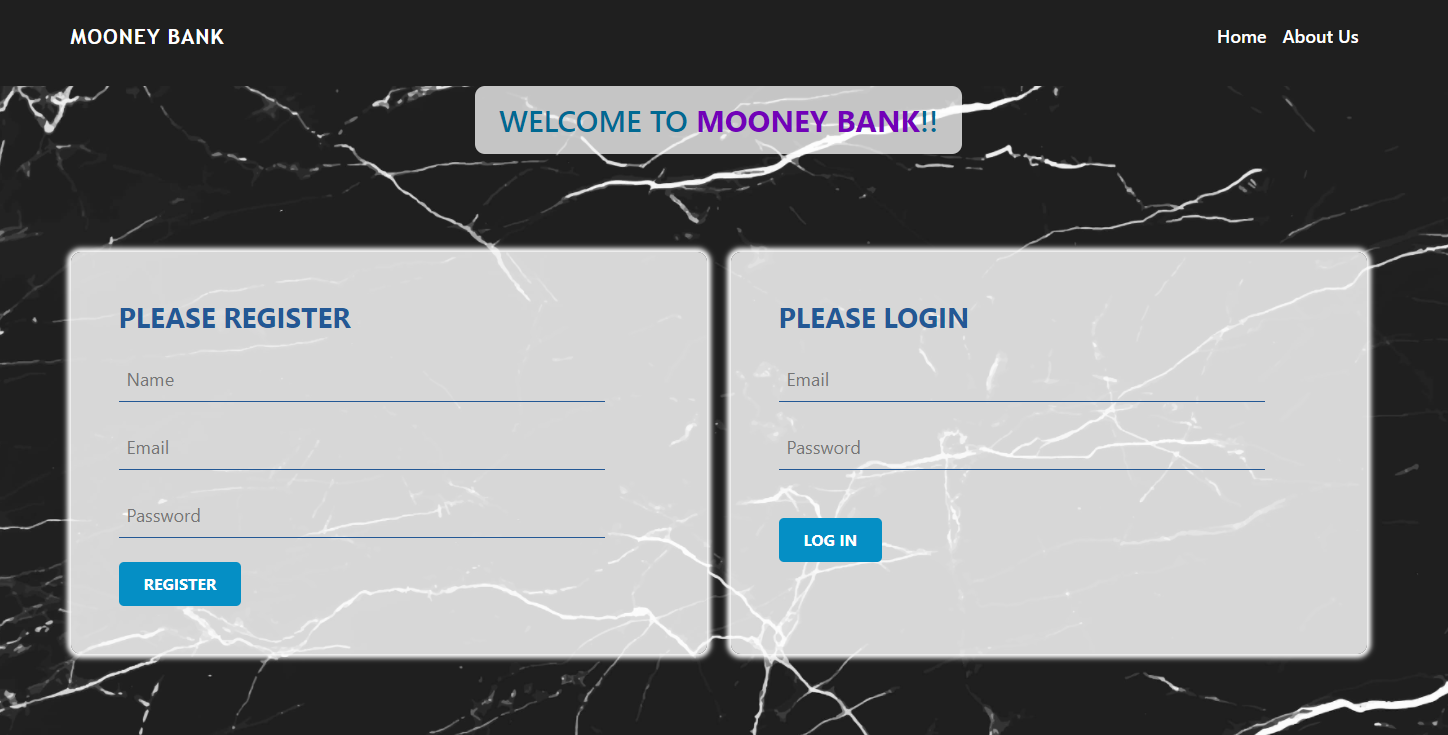 MOONEY BANK
Home About Us
WELCOME TO MOONEY BANK!!
PLEASE REGISTER
Name
Email
Password
REGISTER
PLEASE LOGIN
Email
Password
LOG IN